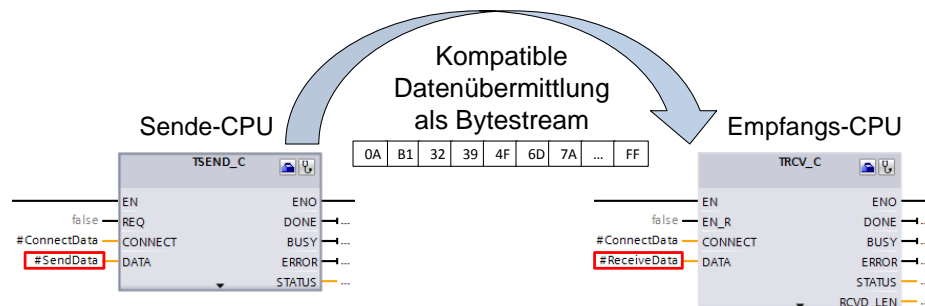 Kompatible
Datenübermittlung
als Bytestream
Sende-CPU
Empfangs-CPU
0A B1 32 39 4F 6D 7A ... FF
TSEND_C
EN ENO
false REQ DONE ...
#ConnectData CONNECT BUSY ...
#SendData DATA ERROR ...
STATUS ...
TRCV_C
EN ENO
false EN_R DONE ...
#ConnectData CONNECT BUSY ...
#ReceiveData DATA ERROR ...
STATUS ...
RCVD_LEN ...